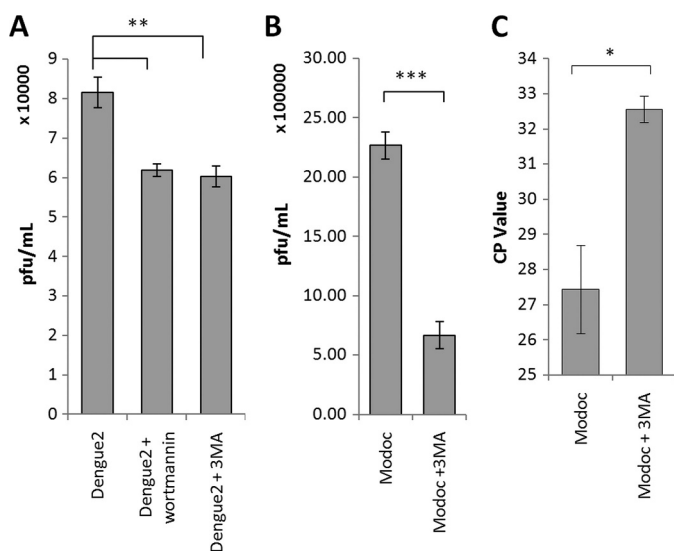 A
**
x 10000
pfu/mL
9
8
7
6
5
4
3
2
1
0
Dengue2
Dengue2 +
wortmannin
Dengue2 + 3MA
B
***
x100000
pfu/mL
30.00
25.00
20.00
15.00
10.00
5.00
0.00
Modoc
Modoc +3MA
C
*
CP Value
34
33
32
31
30
29
28
27
26
25
Modoc
Modoc + 3MA